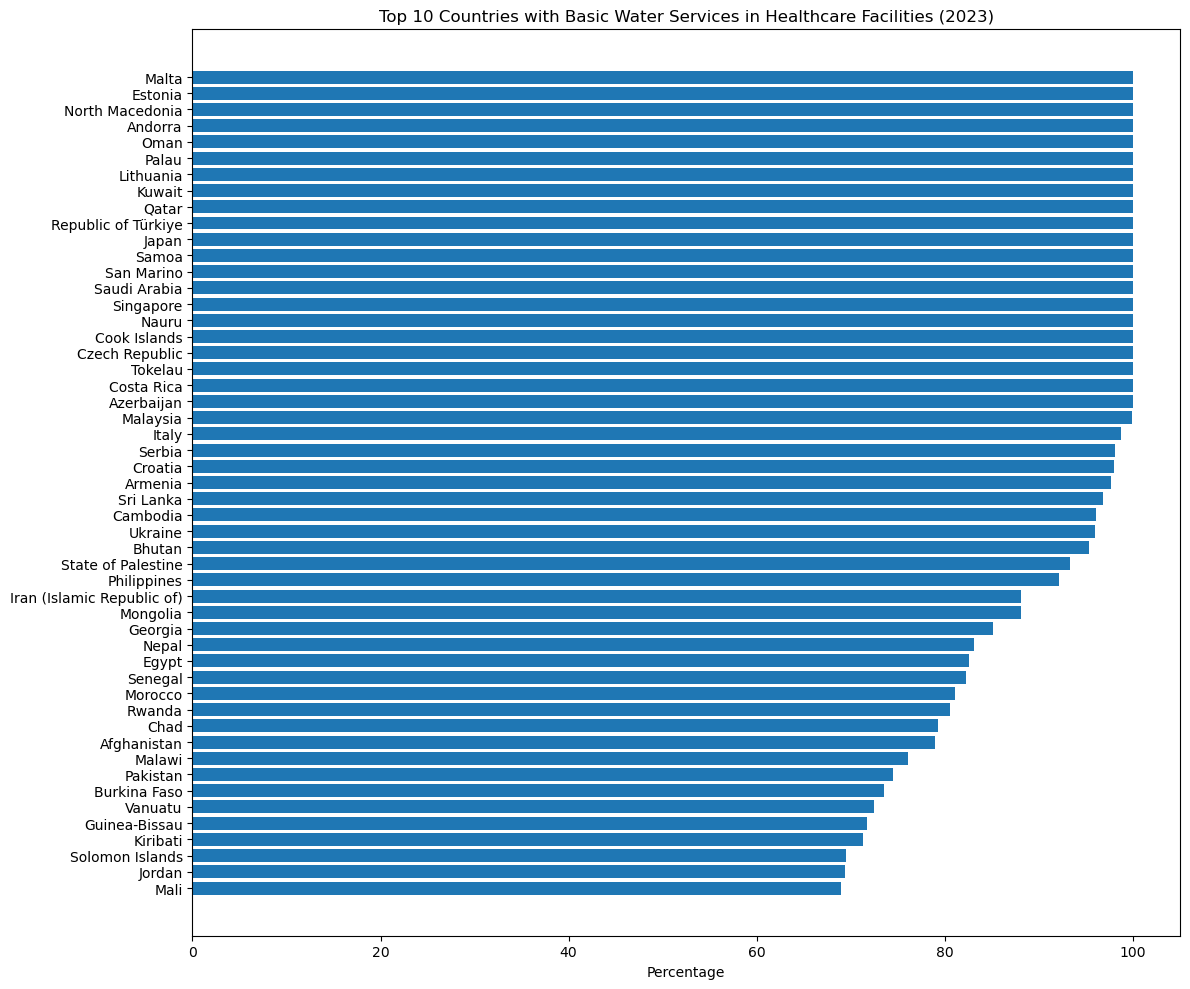 Top 10 Countries with Basic Water Services in Healthcare Facilities (2023)
Malta
Estonia
North Macedonia
Andorra
Oman
Palau
Lithuania
Kuwait
Qatar
Republic of Türkiye
Japan
Samoa
San Marino
Saudi Arabia
Singapore
Nauru
Cook Islands
Czech Republic
Tokelau
Costa Rica
Azerbaijan
Malaysia
Italy
Serbia
Croatia
Armenia
Sri Lanka
Cambodia
Ukraine
Bhutan
State of Palestine
Philippines
Iran (Islamic Republic of)
Mongolia
Georgia
Nepal
Egypt
Senegal
Morocco
Rwanda
Chad
Afghanistan
Malawi
Pakistan
Burkina Faso
Vanuatu
Guinea-Bissau
Kiribati
Solomon Islands
Jordan
Mali
0 20 40 60 80 100
Percentage